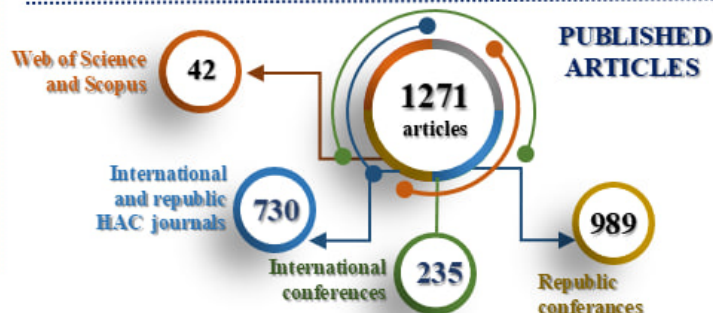 PUBLISHED
ARTICLES
Web of Science
and Scopus
42
1271
articles
International
and republic
HAC journals
730
International
conferences
235
989
Republic
conferances